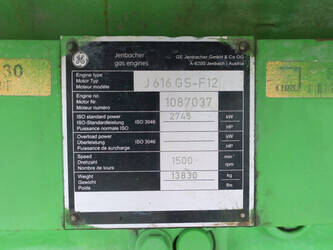 30
GE
Jenbacher
gas engines
GE Jenbacher GmbH & Co OG
A-6200 Jenbach | Austria
Engine type
Motor Typ
Moteur modèle
J 616 GS-F12
Engine no.
Motor Nr.
Moteur numéro
1087037
ISO standard power
ISO-Standardleistung
Puissance normale ISO
ISO 3046
2745
kW
HP
Overload power
Überleistung
Puissance de surcharge
ISO 3046
kW
HP
Speed
Drehzahl
Nombre de tours
1500
min⁻¹
rpm
Weight
Gewicht
Poids
13830
kg
lbs